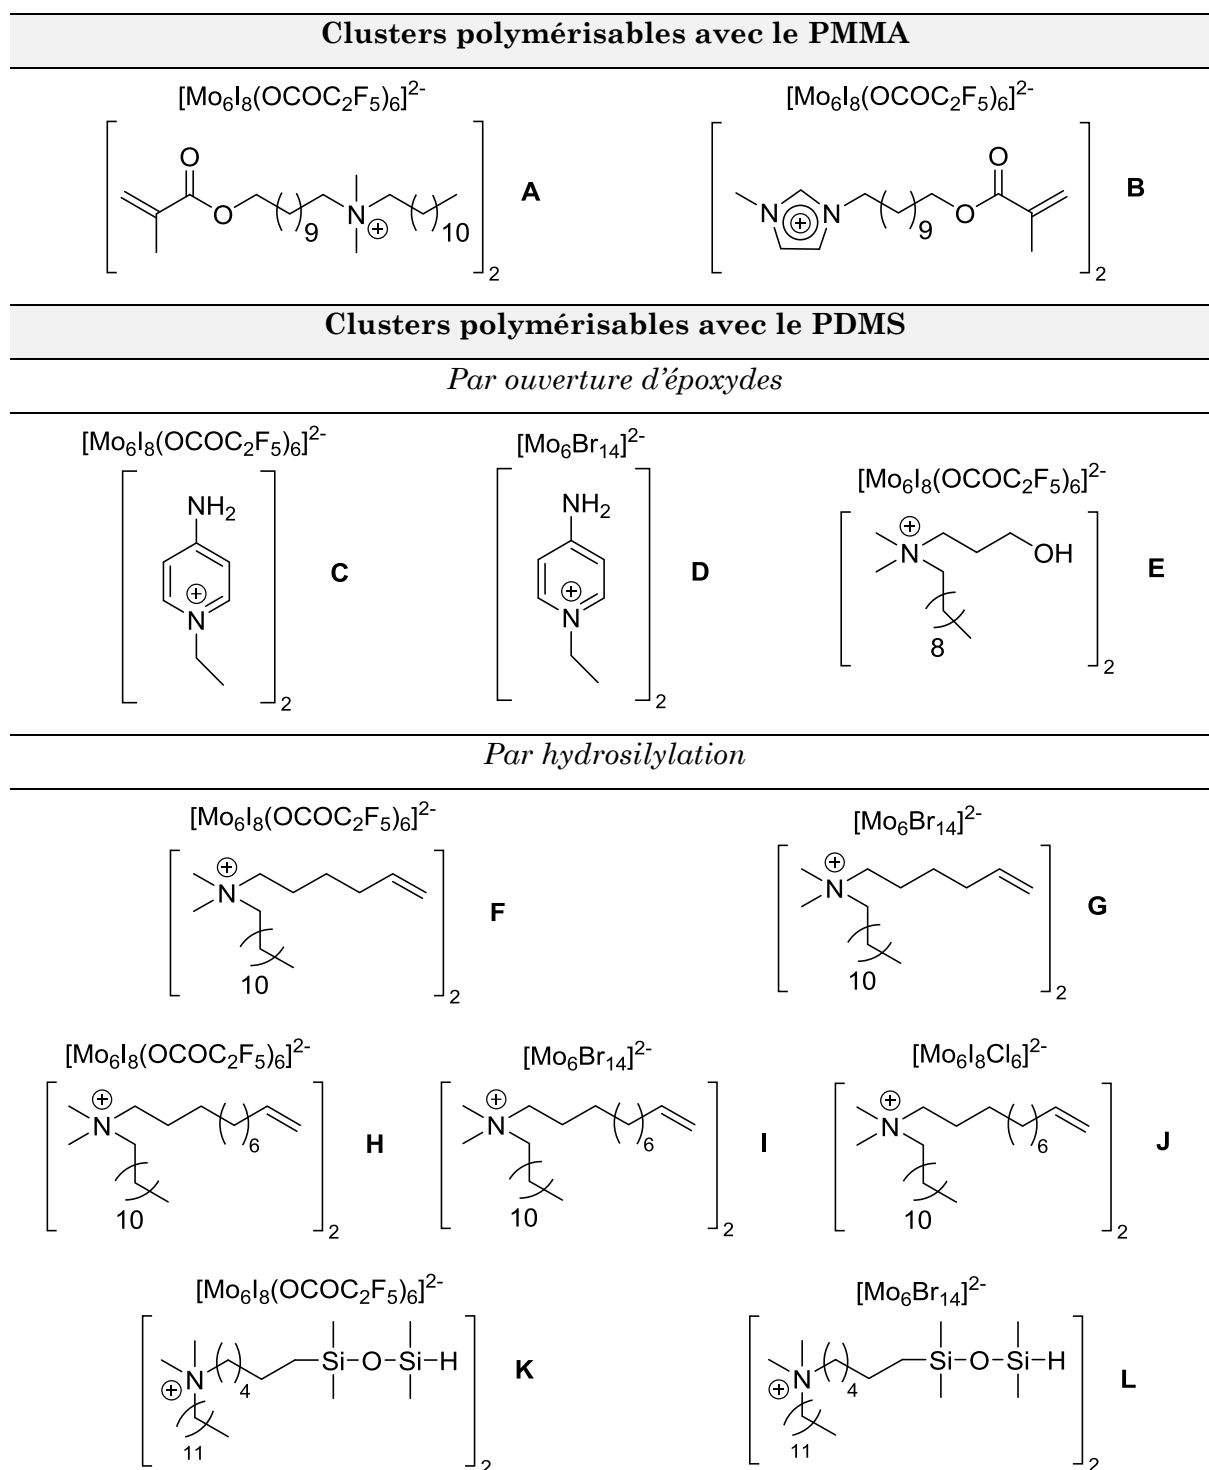 Clusters polymérisables avec le PMMA
[Mo6I8(OCOC2F5)6]2- [Mo6I8(OCOC2F5)6]2-
O O 9 N + 10 2 A
N + N 9 O O 2 B
Clusters polymérisables avec le PDMS
Par ouverture d'époxydes
[Mo6I8(OCOC2F5)6]2- [Mo6Br14]2- [Mo6I8(OCOC2F5)6]2-
NH2 + N 2 C
NH2 + N 2 D
+ N OH 8 2 E
Par hydrosilylation
[Mo6I8(OCOC2F5)6]2- [Mo6Br14]2-
+ N 10 2 F
+ N 10 2 G
[Mo6I8(OCOC2F5)6]2- [Mo6Br14]2- [Mo6I8Cl6]2-
+ N 6 10 2 H
+ N 6 10 2 I
+ N 6 10 2 J
[Mo6I8(OCOC2F5)6]2- [Mo6Br14]2-
N + 4 Si O Si H 11 2 K
N + 4 Si O Si H 11 2 L